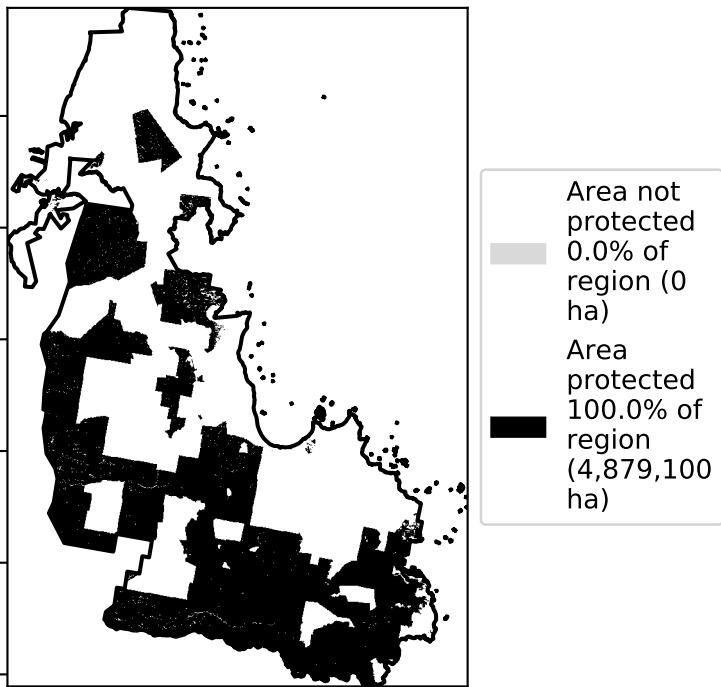 Area not
protected
0.0% of
region (0
ha)
Area
protected
100.0% of
region
(4,879,100
ha)